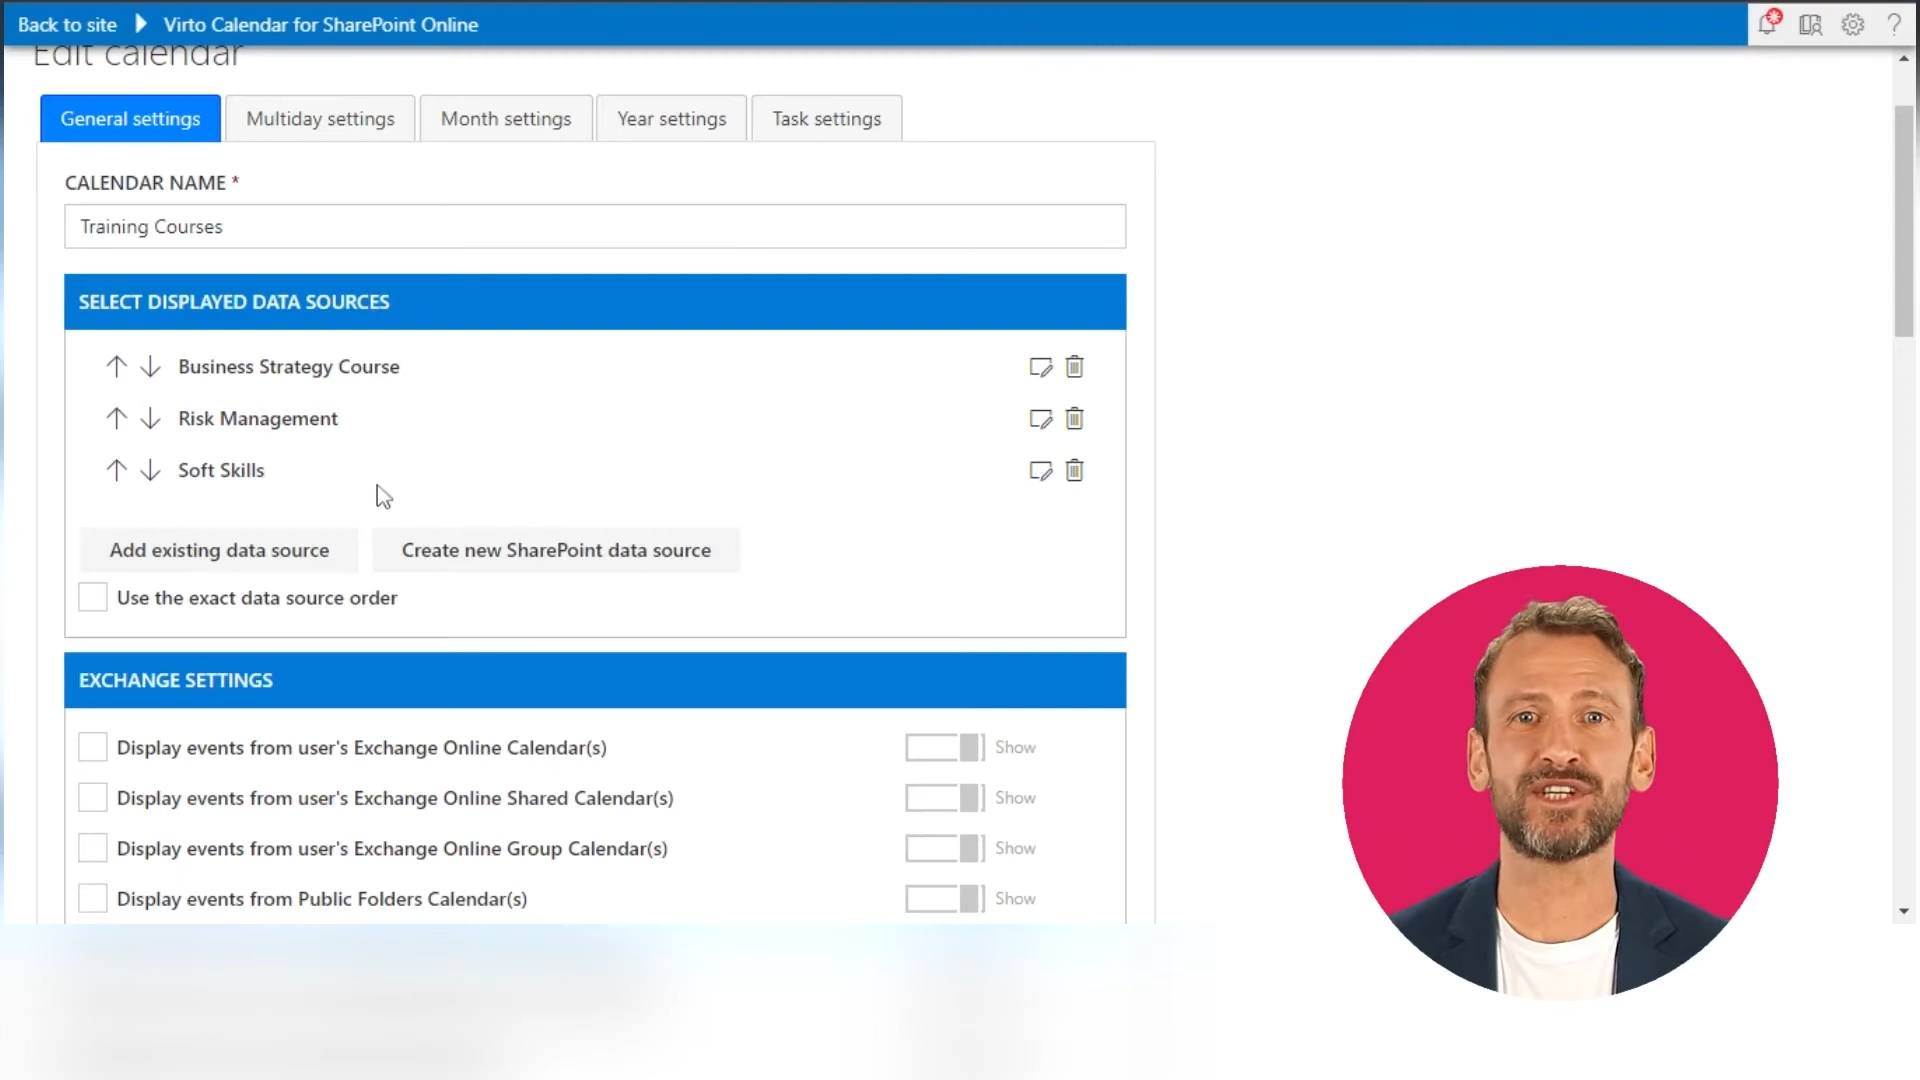 Back to site Virto Calendar for SharePoint Online
Edit calendar
General settings Multiday settings Month settings Year settings Task settings
CALENDAR NAME *
Training Courses
SELECT DISPLAYED DATA SOURCES
Business Strategy Course
Risk Management
Soft Skills
Add existing data source Create new SharePoint data source
Use the exact data source order
EXCHANGE SETTINGS
Display events from user's Exchange Online Calendar(s) Show
Display events from user's Exchange Online Shared Calendar(s) Show
Display events from user's Exchange Online Group Calendar(s) Show
Display events from Public Folders Calendar(s) Show